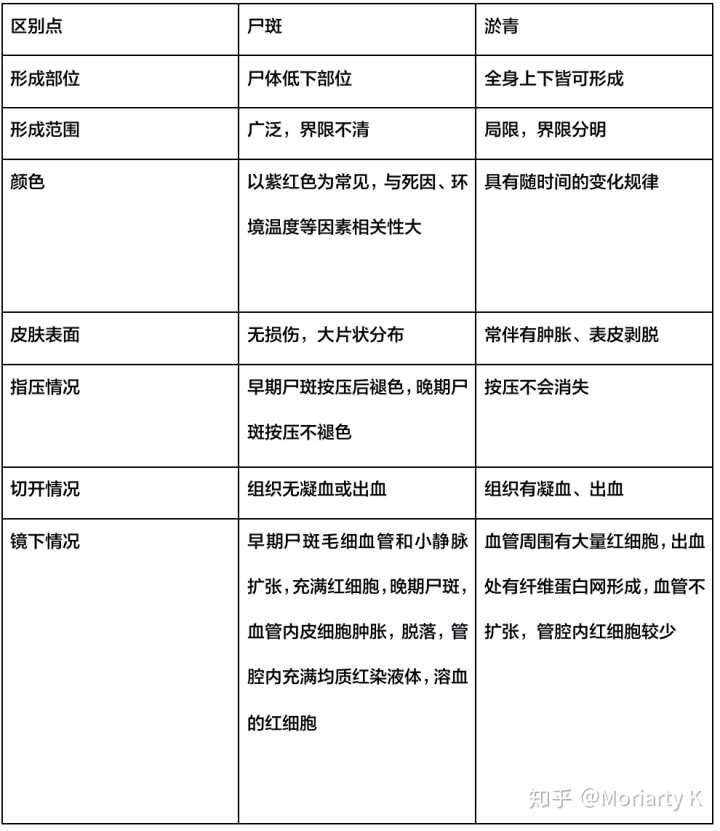 区别点 尸斑 淤青
形成部位 尸体低下部位 全身上下皆可形成
形成范围 广泛，界限不清 局限，界限分明
颜色 以紫红色为常见，与死因、环 具有随时间的变化规律
境温度等因素相关性大
皮肤表面 无损伤，大片状分布 常伴有肿胀、表皮剥脱
指压情况 早期尸斑按压后褪色，晚期尸 按压不会消失
斑按压不褪色
切开情况 组织无凝血或出血 组织有凝血、出血
镜下情况 早期尸斑毛细血管和小静脉 血管周围有大量红细胞，出血
扩张，充满红细胞，晚期尸斑， 处有纤维蛋白网形成，血管不
血管内皮细胞肿胀，脱落，管 扩张，管腔内红细胞较少
腔内充满均质红染液体，溶血
的红细胞
知乎 @Moriarty K